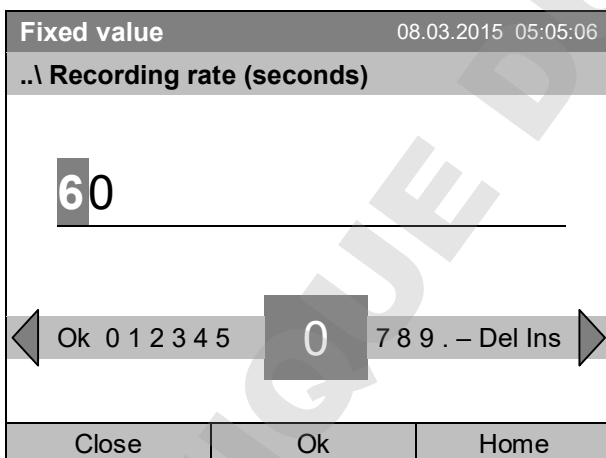 Fixed value 08.03.2015 05:05:06
..\ Recording rate (seconds)
60
Ok 0 1 2 3 4 5 0 7 8 9 . – Del Ins
Close Ok Home